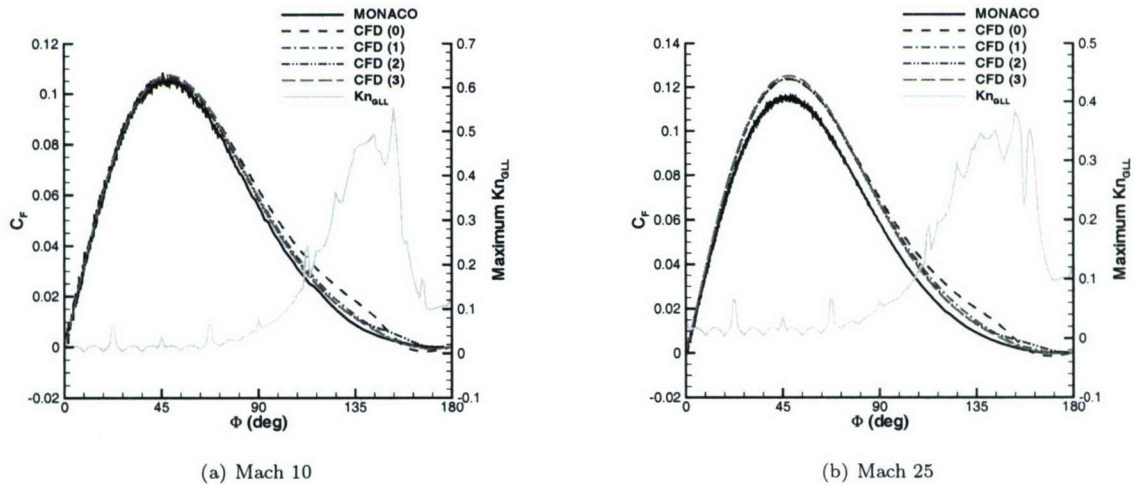 MONACO
CFD (0)
CFD (1)
CFD (2)
CFD (3)
Kn_GLL
0.12
0.1
0.08
0.06
0.04
0.02
0
-0.02
C_F
0.7
0.6
0.5
0.4
0.3
0.2
0.1
0
-0.1
Maximum Kn_GLL
0
45
90
135
180
Φ (deg)
(a) Mach 10
MONACO
CFD (0)
CFD (1)
CFD (2)
CFD (3)
Kn_GLL
0.14
0.12
0.1
0.08
0.06
0.04
0.02
0
-0.02
C_F
0.5
0.4
0.3
0.2
0.1
0
-0.1
Maximum Kn_GLL
0
45
90
135
180
Φ (deg)
(b) Mach 25